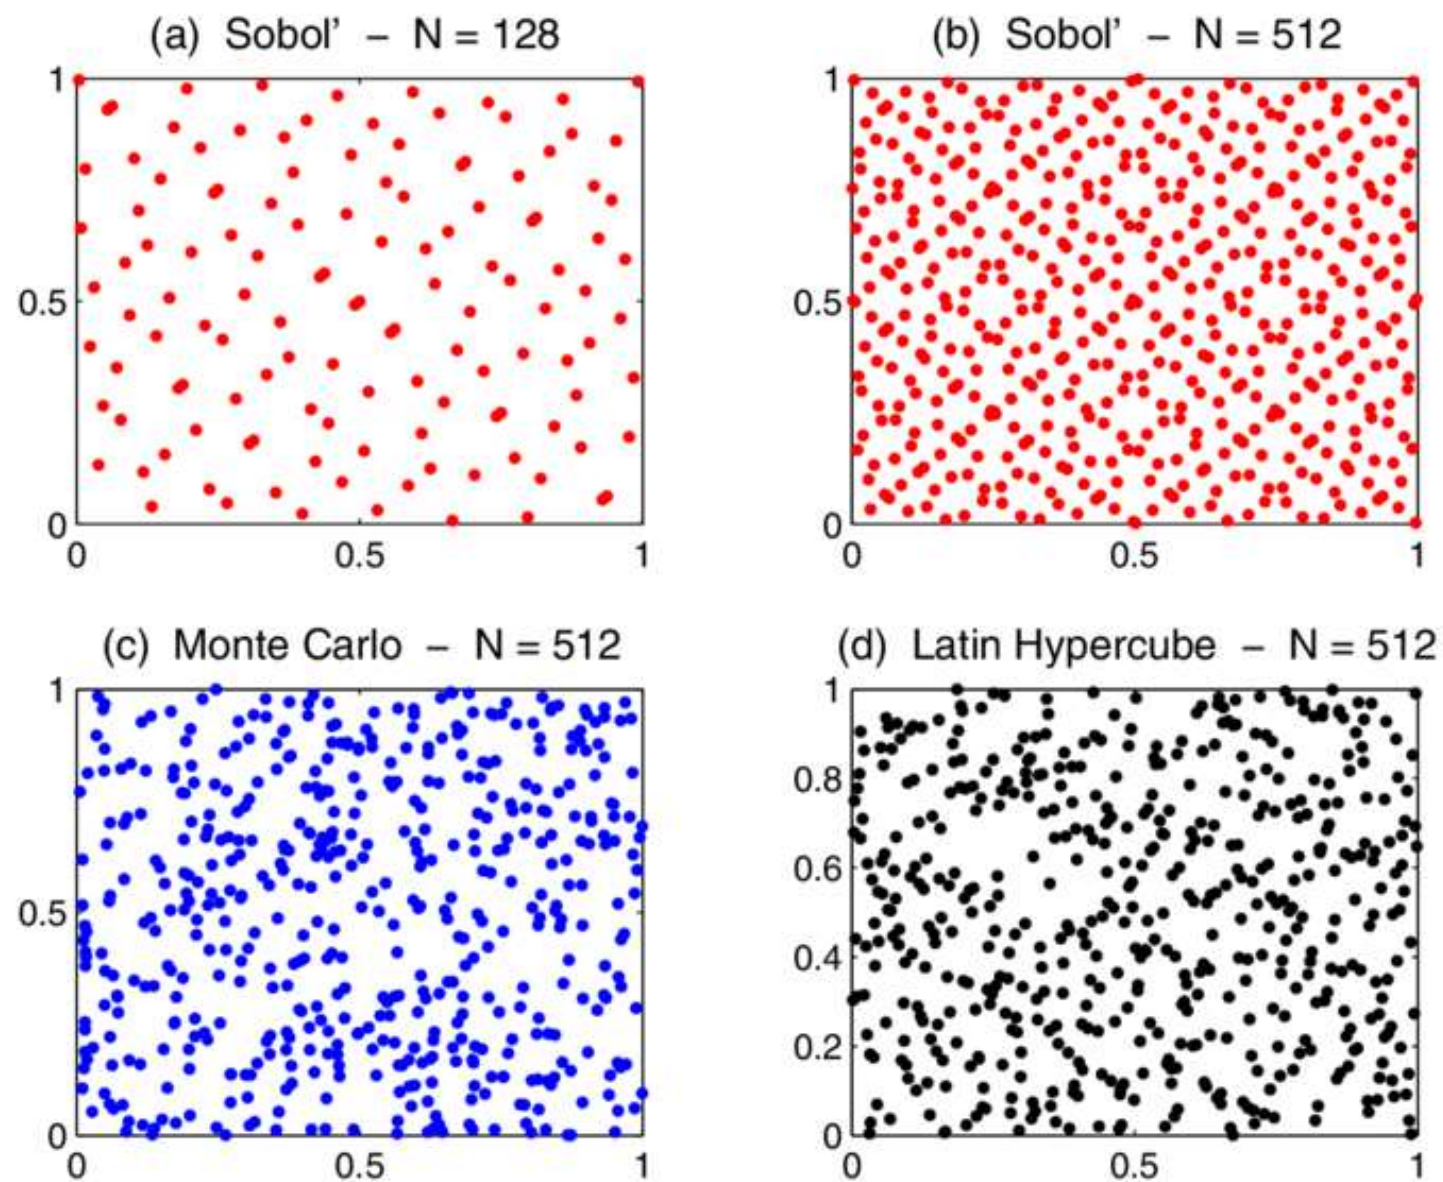 (a) Sobol’ – N = 128
1
0.5
0
0 0.5 1
(b) Sobol’ – N = 512
1
0.5
0
0 0.5 1
(c) Monte Carlo – N = 512
1
0.5
0
0 0.5 1
(d) Latin Hypercube – N = 512
1
0.8
0.6
0.4
0.2
0
0 0.5 1